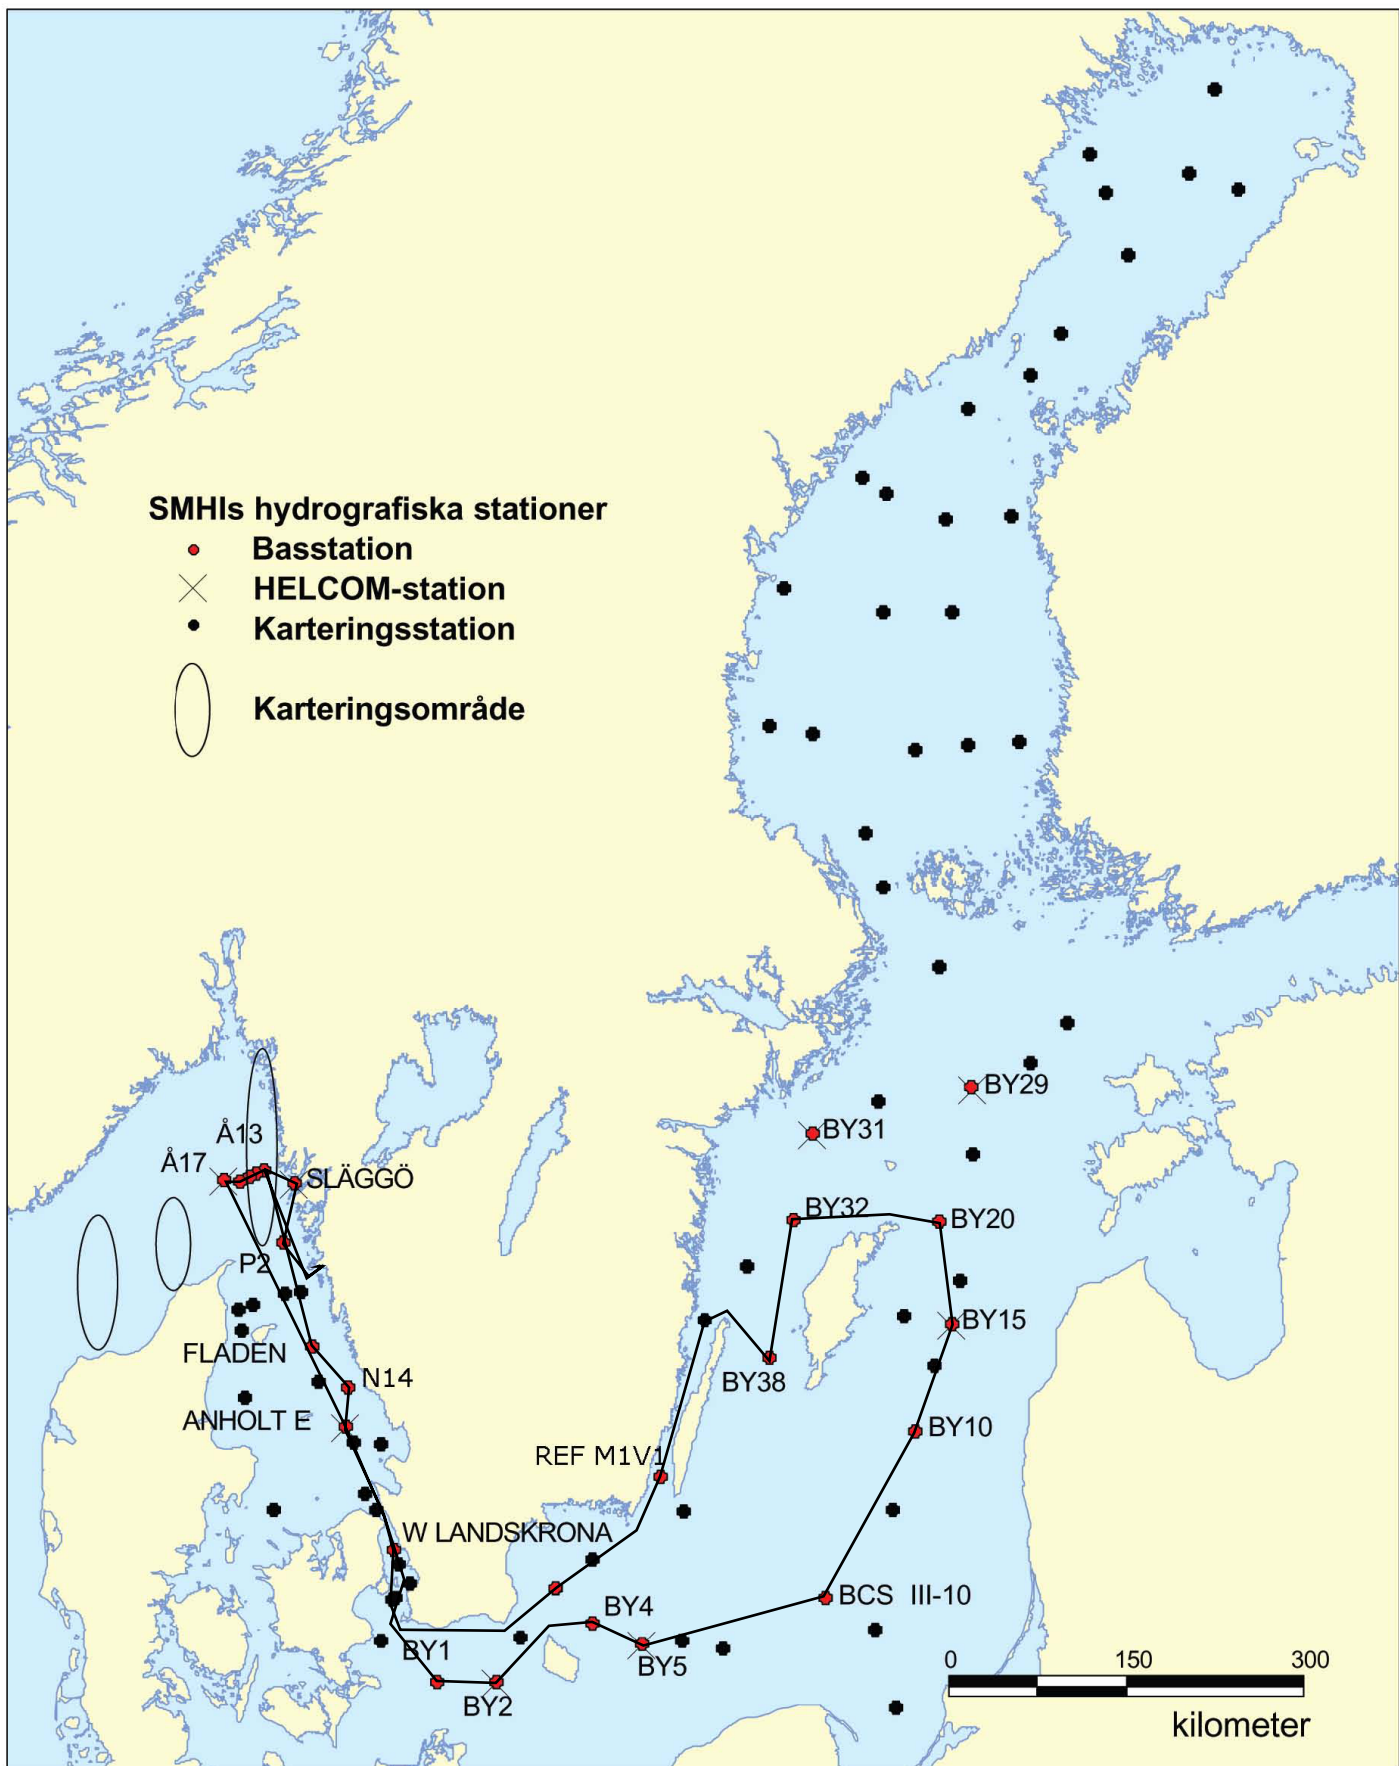 SMHIs hydrografiska stationer
Basstation
HELCOM-station
Karteringsstation
Karteringsområde
BY29
BY31
Å13
Å17
SLÄGGÖ
BY32
BY20
P2
BY15
FLADEN
N14
BY38
ANHOLT E
BY10
REF M1V1
W LANDSKRONA
BCS III-10
BY4
BY1
BY5
BY2
0 150 300
kilometer